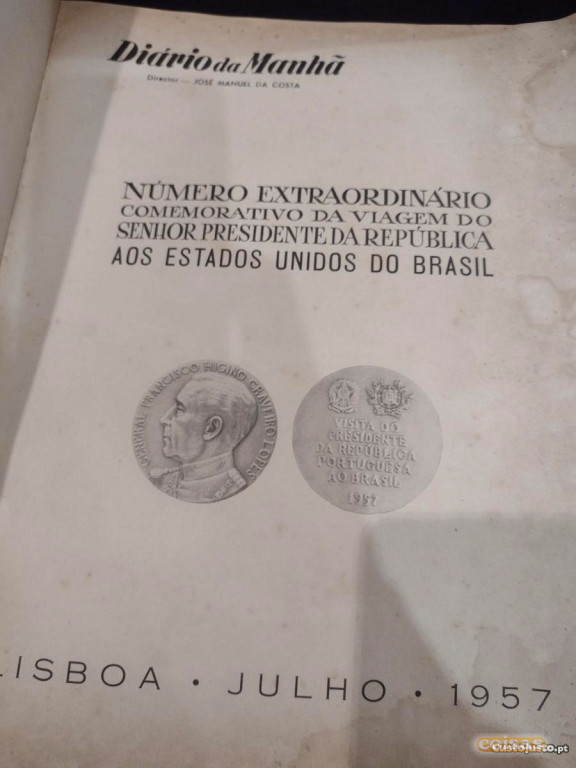 Diário da Manhã
Director — JOSÉ MANUEL DA COSTA
NÚMERO EXTRAORDINÁRIO
COMEMORATIVO DA VIAGEM DO
SENHOR PRESIDENTE DA REPÚBLICA
AOS ESTADOS UNIDOS DO BRASIL
GENERAL FRANCISCO HIGINO CRAVEIRO LOPES
VISITA DO
PRESIDENTE
DA REPÚBLICA
PORTUGUESA
AO BRASIL
1957
LISBOA • JULHO • 1957
coisas
CustoJusto.pt